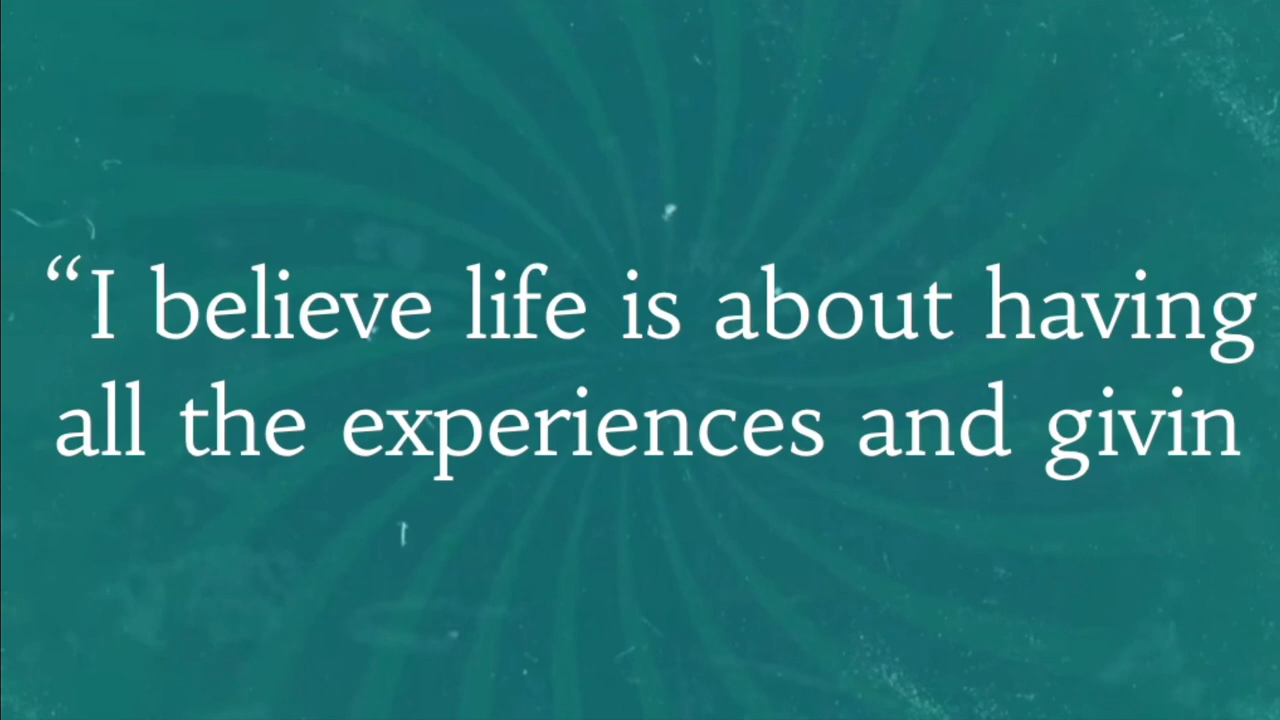 “I believe life is about having
all the experiences and givin